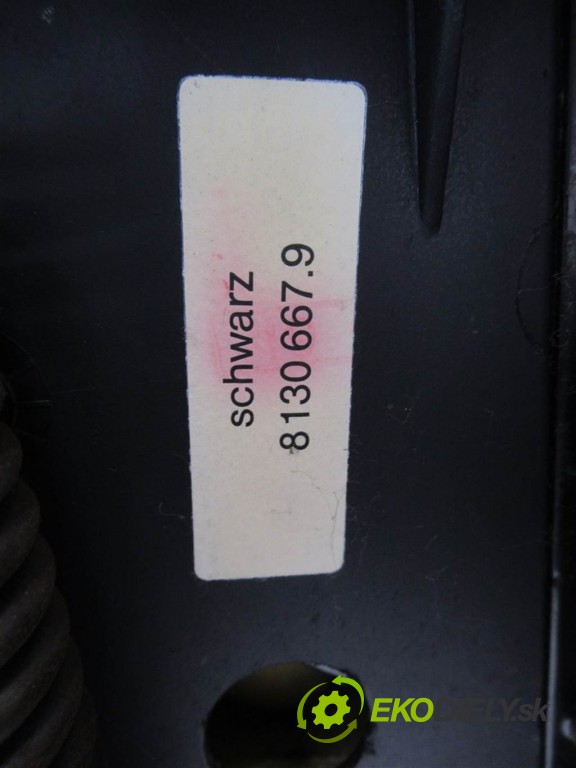 schwarz
8130 667.9
EKODIELY.sk